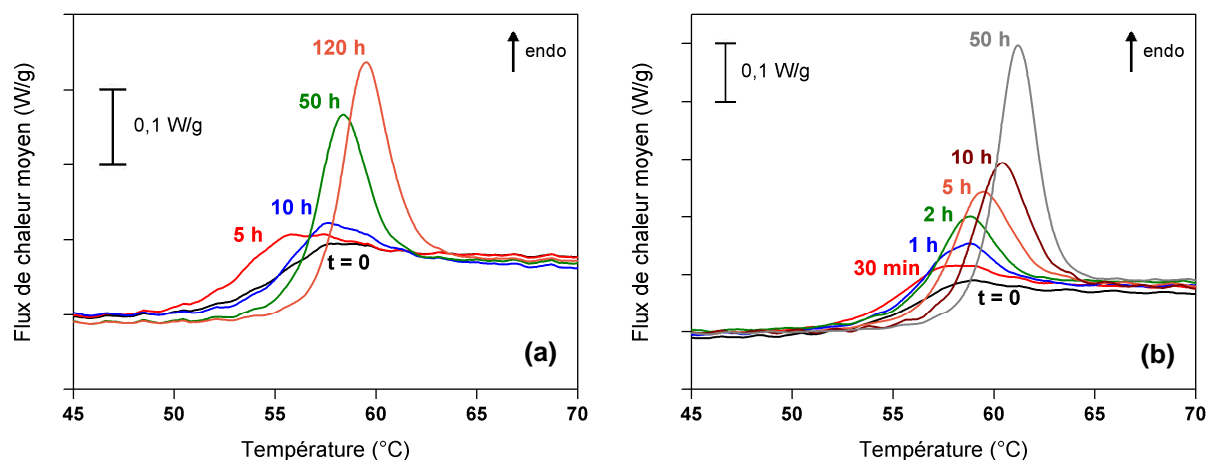 Flux de chaleur moyen (W/g)
0,1 W/g
endo
120 h
50 h
10 h
5 h
t = 0
(a)
45 50 55 60 65 70
Température (°C)
Flux de chaleur moyen (W/g)
0,1 W/g
endo
50 h
10 h
5 h
2 h
1 h
30 min
t = 0
(b)
45 50 55 60 65 70
Température (°C)